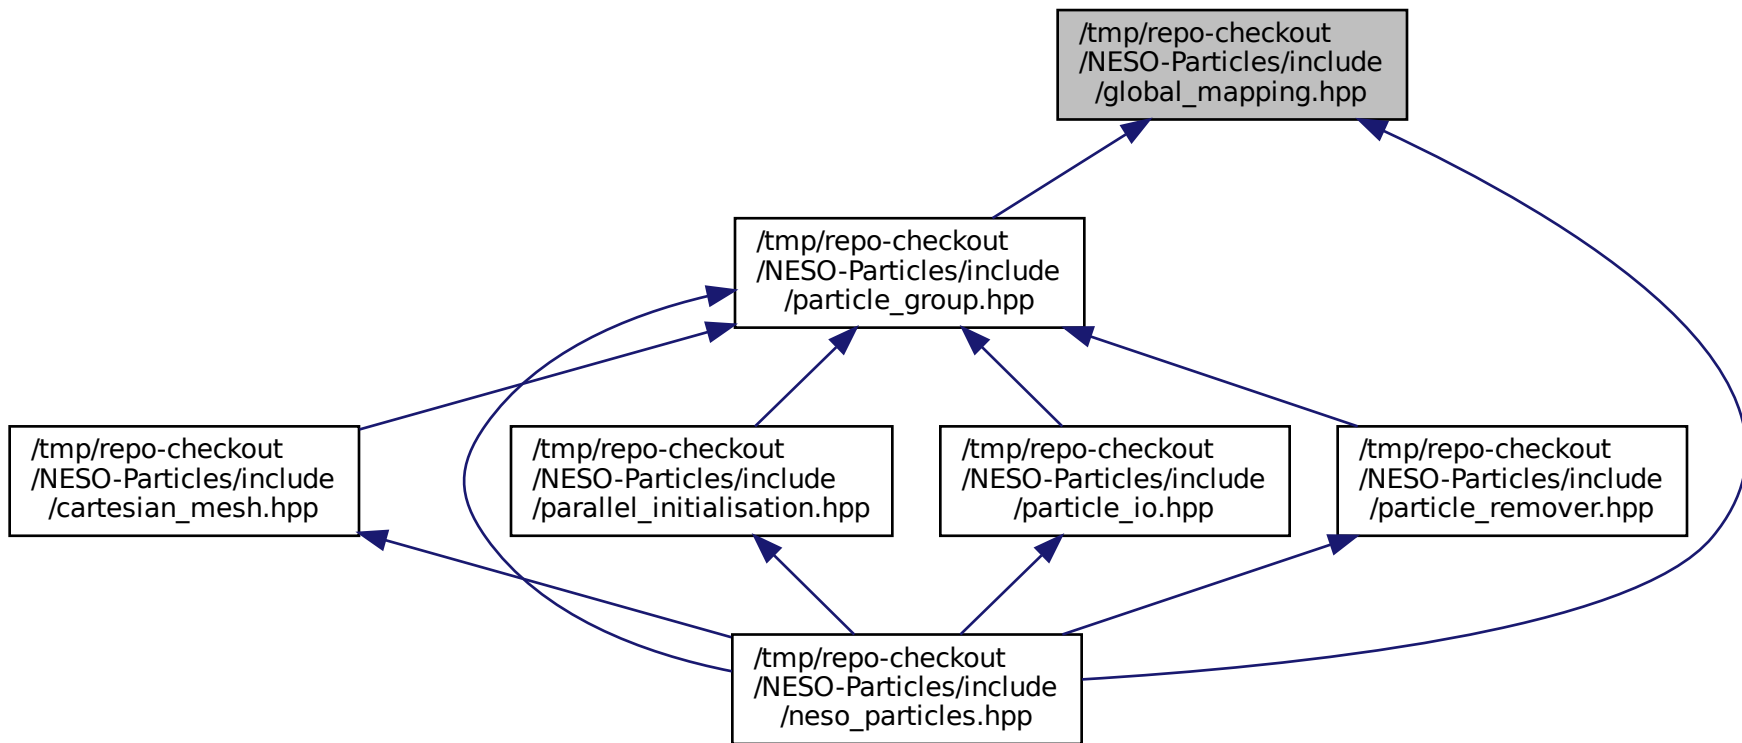 /tmp/repo-checkout
/NESO-Particles/include
/global_mapping.hpp
/tmp/repo-checkout
/NESO-Particles/include
/particle_group.hpp
/tmp/repo-checkout
/NESO-Particles/include
/cartesian_mesh.hpp
/tmp/repo-checkout
/NESO-Particles/include
/parallel_initialisation.hpp
/tmp/repo-checkout
/NESO-Particles/include
/particle_io.hpp
/tmp/repo-checkout
/NESO-Particles/include
/particle_remover.hpp
/tmp/repo-checkout
/NESO-Particles/include
/neso_particles.hpp